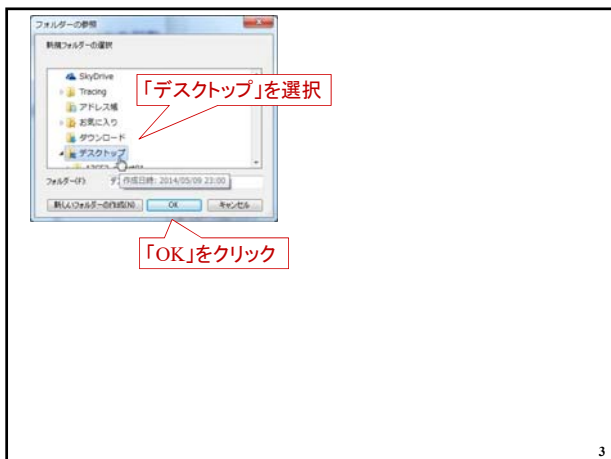 フォルダーの参照
新規フォルダーの選択
SkyDrive
Tracing
アドレス帳
お気に入り
ダウンロード
デスクトップ
「デスクトップ」を選択
フォルダー(F):
作成日時: 2014/05/09 23:00
新しいフォルダーの作成(N)
OK
キャンセル
「OK」をクリック
3